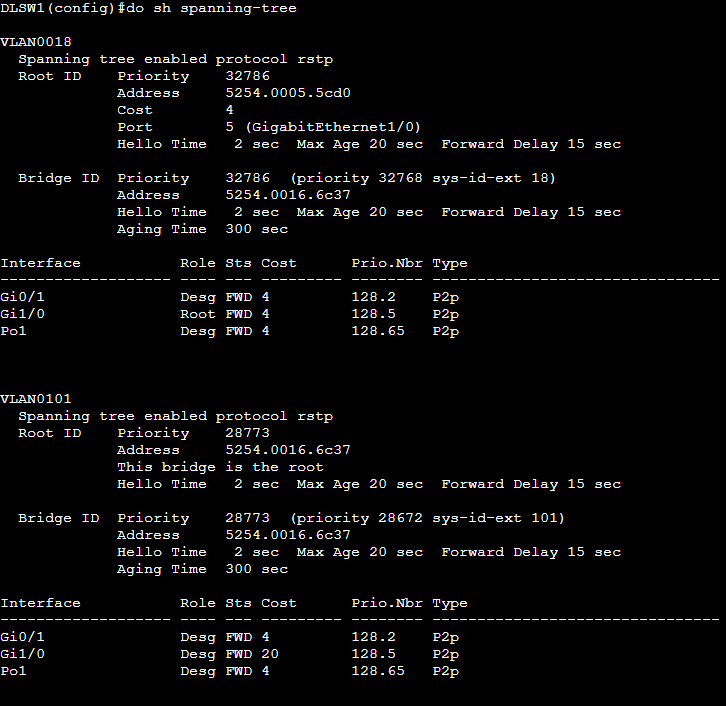 DLSW1(config)#do sh spanning-tree
VLAN0018
  Spanning tree enabled protocol rstp
  Root ID    Priority    32786
             Address     5254.0005.5cd0
             Cost        4
             Port        5 (GigabitEthernet1/0)
             Hello Time   2 sec  Max Age 20 sec  Forward Delay 15 sec
  Bridge ID  Priority    32786  (priority 32768 sys-id-ext 18)
             Address     5254.0016.6c37
             Hello Time   2 sec  Max Age 20 sec  Forward Delay 15 sec
             Aging Time  300 sec
Interface           Role Sts Cost      Prio.Nbr Type
------------------- ---- --- --------- -------- --------------------------------
Gi0/1               Desg FWD 4         128.2    P2p
Gi1/0               Root FWD 4         128.5    P2p
Po1                 Desg FWD 4         128.65   P2p
VLAN0101
  Spanning tree enabled protocol rstp
  Root ID    Priority    28773
             Address     5254.0016.6c37
             This bridge is the root
             Hello Time   2 sec  Max Age 20 sec  Forward Delay 15 sec
  Bridge ID  Priority    28773  (priority 28672 sys-id-ext 101)
             Address     5254.0016.6c37
             Hello Time   2 sec  Max Age 20 sec  Forward Delay 15 sec
             Aging Time  300 sec
Interface           Role Sts Cost      Prio.Nbr Type
------------------- ---- --- --------- -------- --------------------------------
Gi0/1               Desg FWD 4         128.2    P2p
Gi1/0               Desg FWD 20        128.5    P2p
Po1                 Desg FWD 4         128.65   P2p